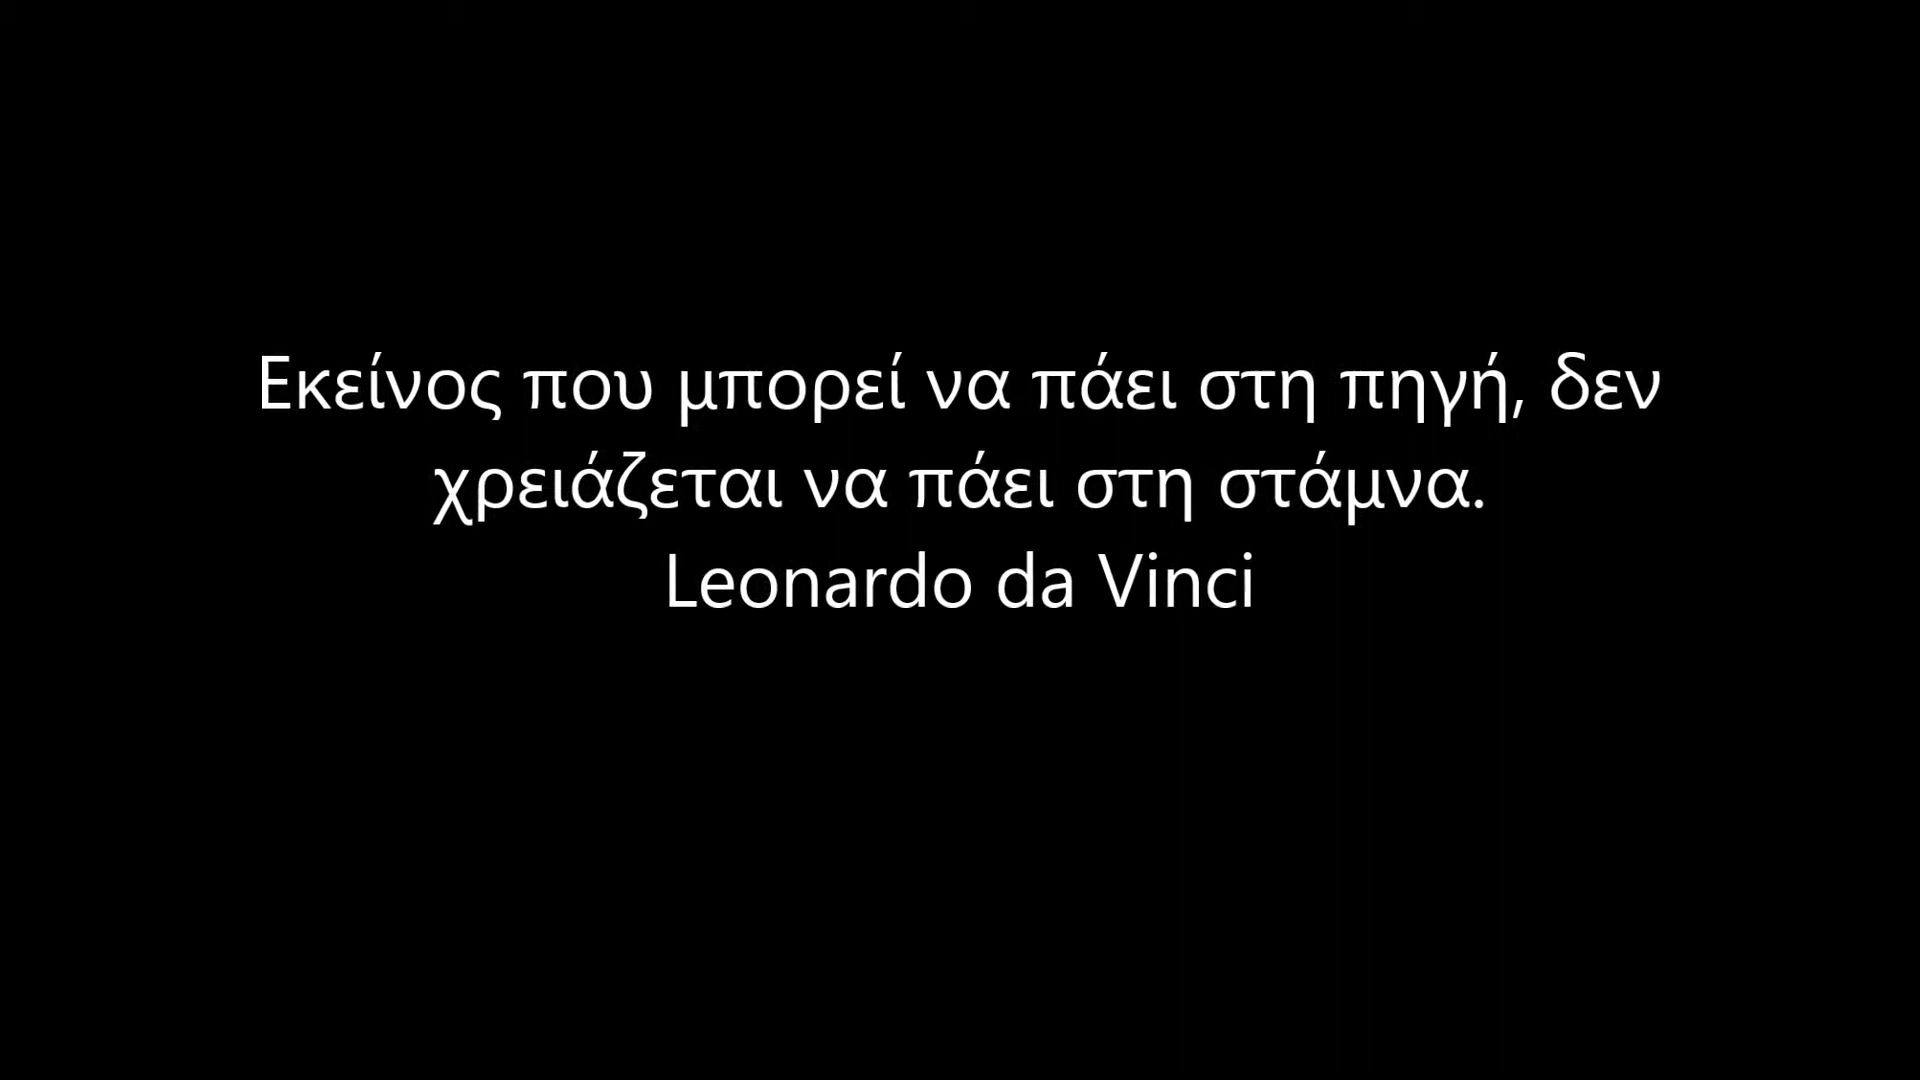 Εκείνος που μπορεί να πάει στη πηγή, δεν
χρειάζεται να πάει στη στάμνα.
Leonardo da Vinci